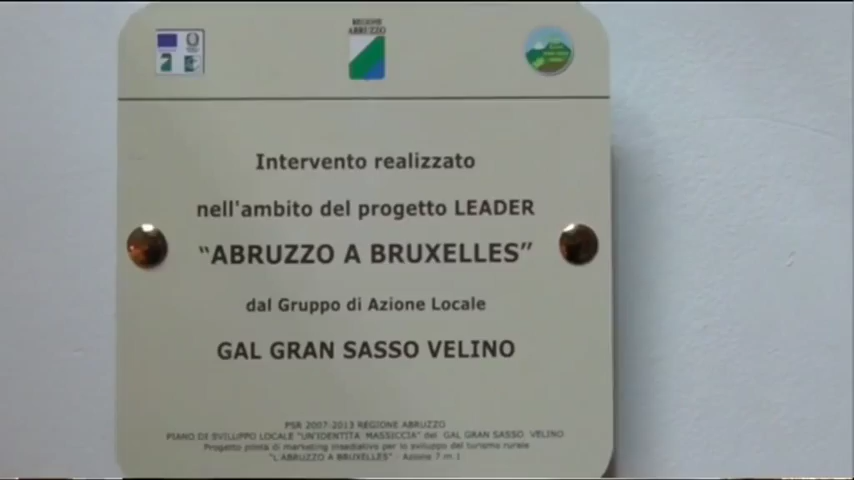 REGIONE
ABRUZZO
Intervento realizzato
nell'ambito del progetto LEADER
“ABRUZZO A BRUXELLES”
dal Gruppo di Azione Locale
GAL GRAN SASSO VELINO
PSR 2007-2013 REGIONE ABRUZZO
PIANO DI SVILUPPO LOCALE "UN'IDENTITA' MASSICCIA" del GAL GRAN SASSO VELINO
Progetto pilota di marketing insediativo per lo sviluppo del turismo rurale
"L'ABRUZZO A BRUXELLES" - Azione 7 m.1